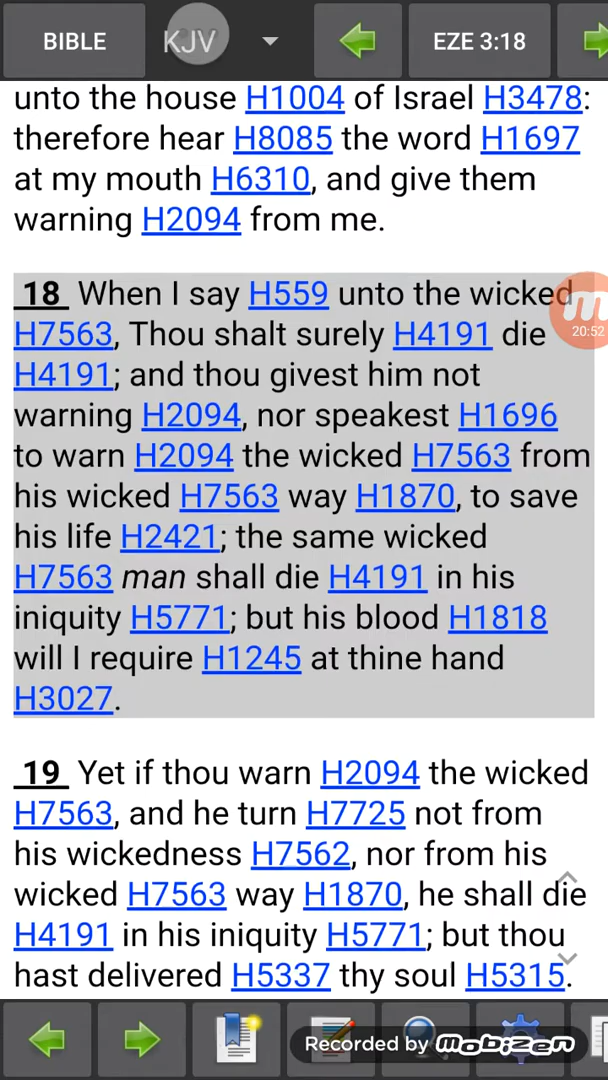 BIBLE KJV EZE 3:18
unto the house H1004 of Israel H3478:
therefore hear H8085 the word H1697
at my mouth H6310, and give them
warning H2094 from me.
18 When I say H559 unto the wicked
H7563, Thou shalt surely H4191 die
20:52
H4191; and thou givest him not
warning H2094, nor speakest H1696
to warn H2094 the wicked H7563 from
his wicked H7563 way H1870, to save
his life H2421; the same wicked
H7563 man shall die H4191 in his
iniquity H5771; but his blood H1818
will I require H1245 at thine hand
H3027.
19 Yet if thou warn H2094 the wicked
H7563, and he turn H7725 not from
his wickedness H7562, nor from his
wicked H7563 way H1870, he shall die
H4191 in his iniquity H5771; but thou
hast delivered H5337 thy soul H5315.
Recorded by mobizen